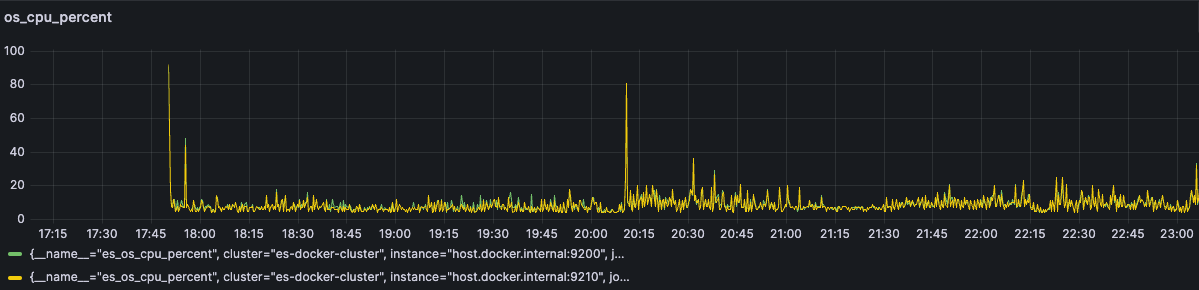 os_cpu_percent
100
80
60
40
20
0
17:15 17:30 17:45 18:00 18:15 18:30 18:45 19:00 19:15 19:30 19:45 20:00 20:15 20:30 20:45 21:00 21:15 21:30 21:45 22:00 22:15 22:30 22:45 23:00
{__name__="es_os_cpu_percent", cluster="es-docker-cluster", instance="host.docker.internal:9200", j...
{__name__="es_os_cpu_percent", cluster="es-docker-cluster", instance="host.docker.internal:9210", jo...